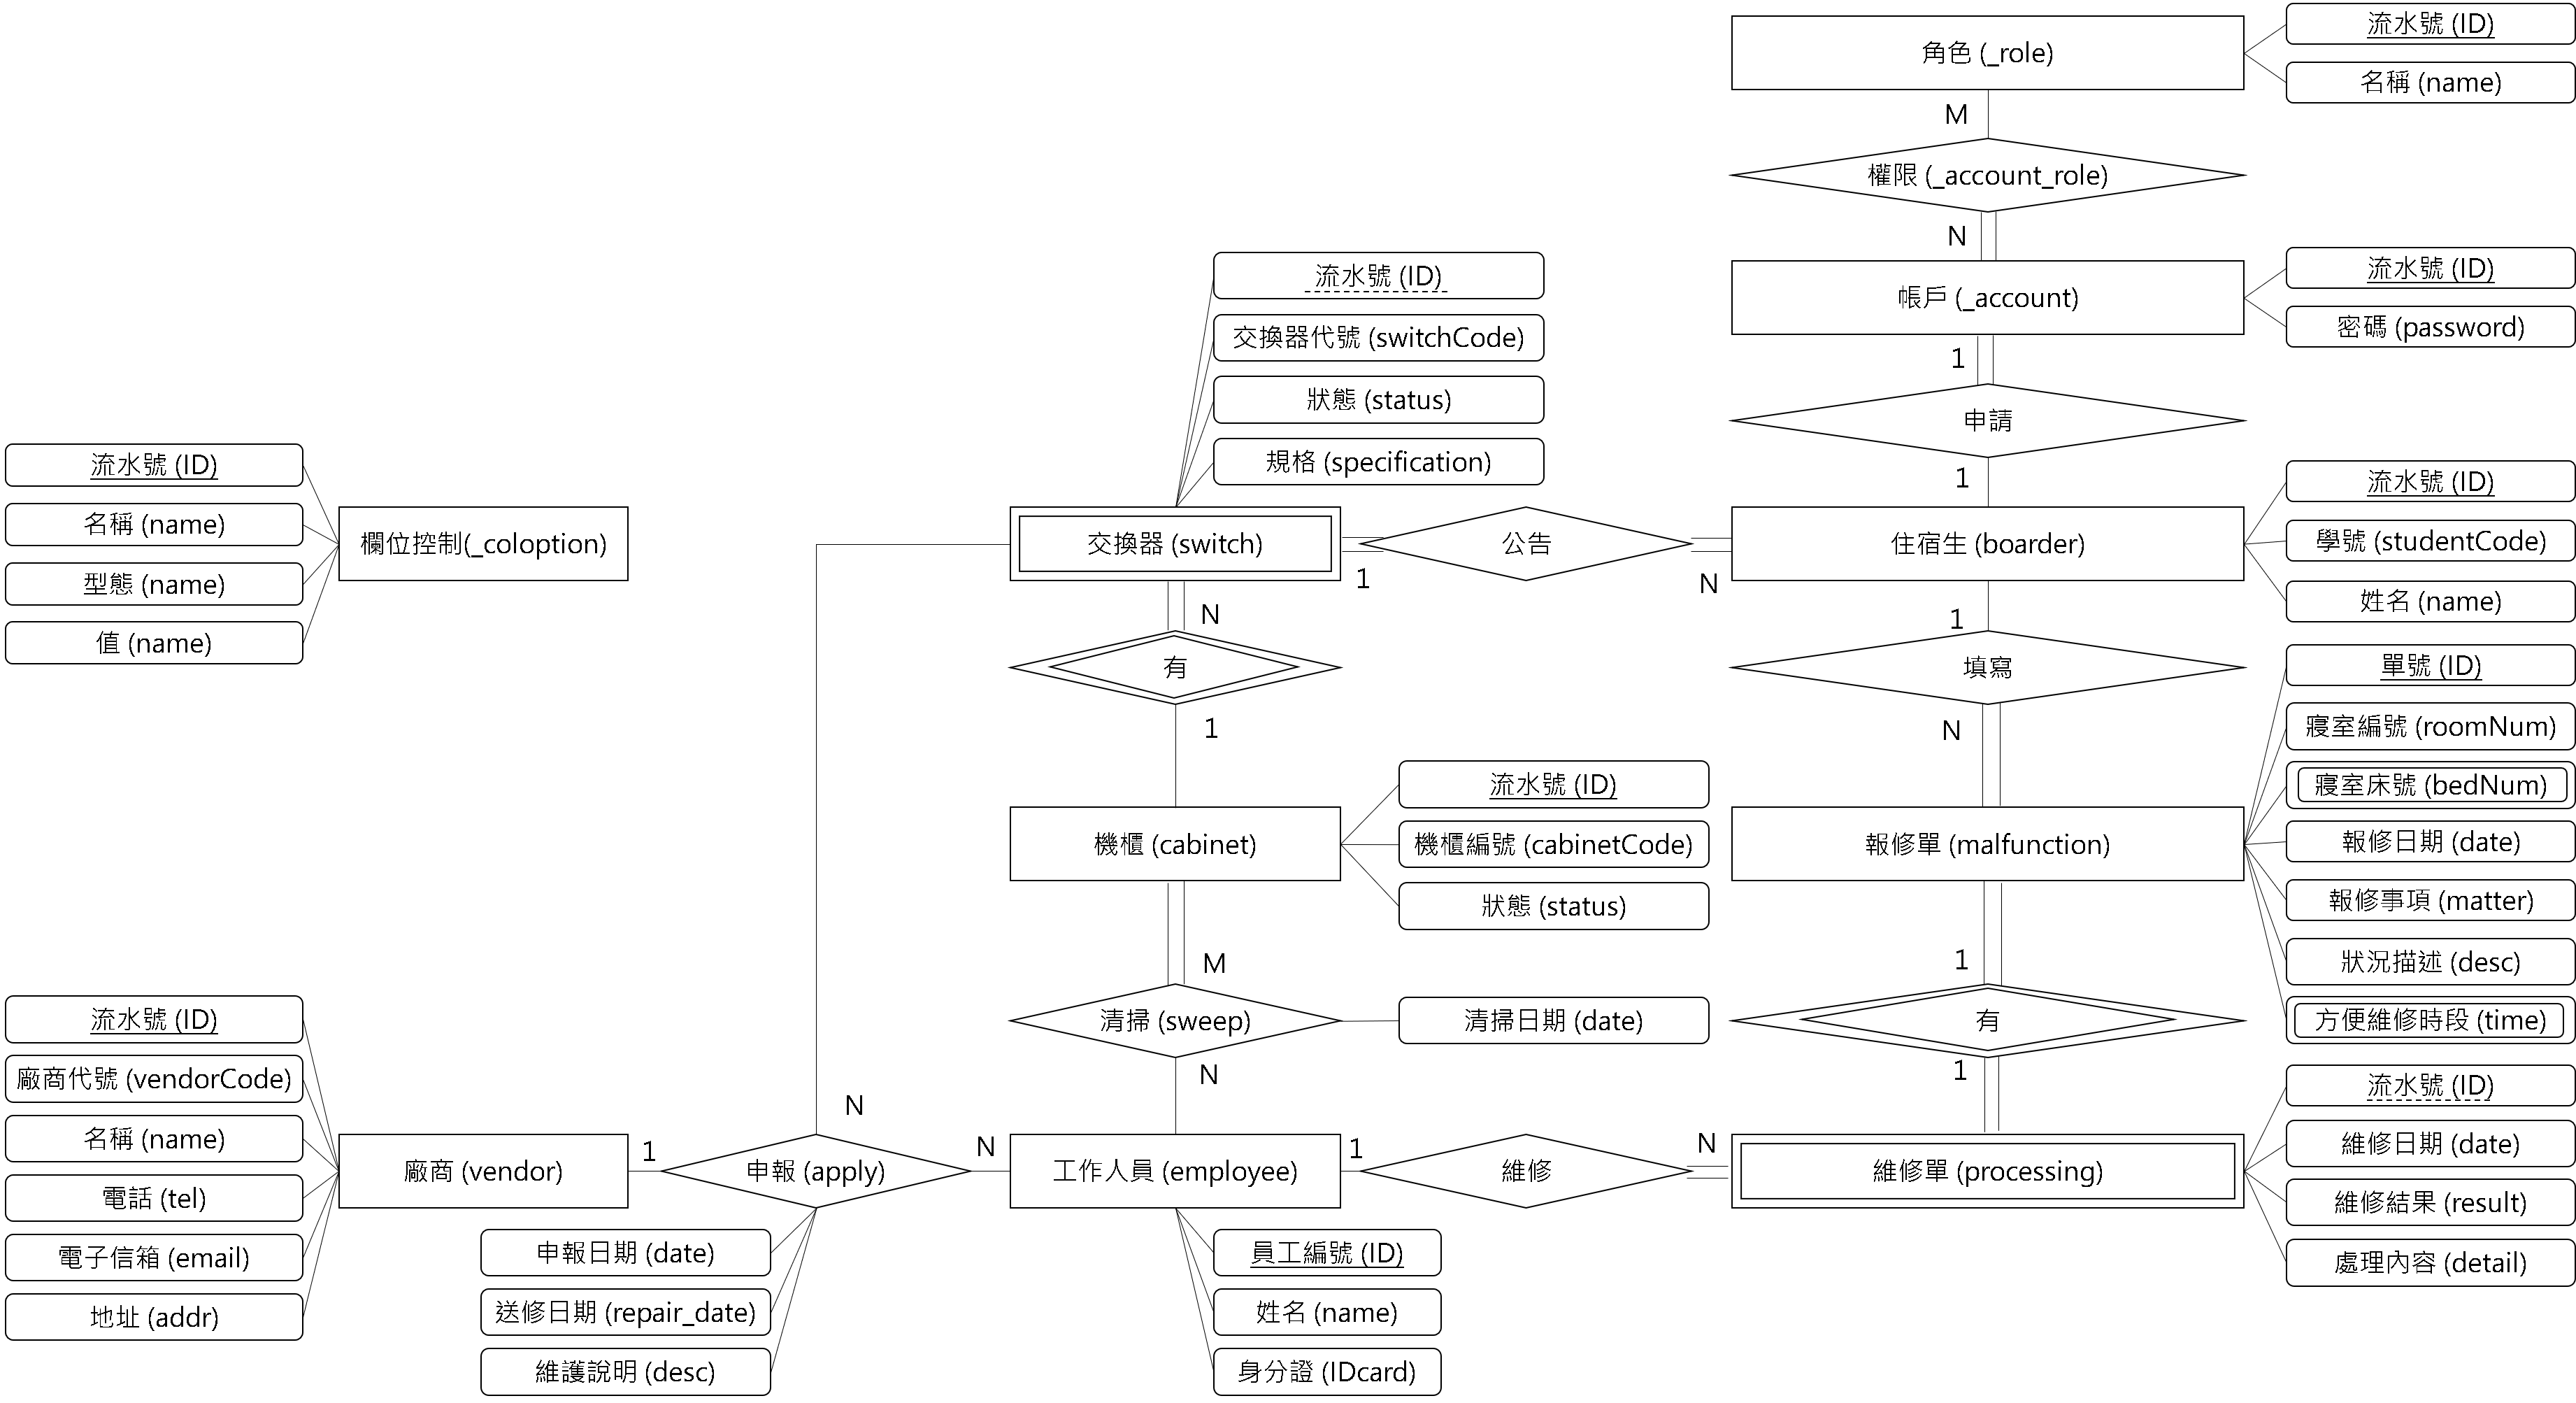 角色 (_role)
流水號 (ID)
名稱 (name)
M
權限 (_account_role)
N
帳戶 (_account)
流水號 (ID)
密碼 (password)
1
申請
1
流水號 (ID)
交換器代號 (switchCode)
狀態 (status)
規格 (specification)
交換器 (switch)
1
公告
N
住宿生 (boarder)
流水號 (ID)
學號 (studentCode)
姓名 (name)
流水號 (ID)
名稱 (name)
型態 (name)
值 (name)
欄位控制(_coloption)
N
有
1
1
填寫
N
機櫃 (cabinet)
流水號 (ID)
機櫃編號 (cabinetCode)
狀態 (status)
報修單 (malfunction)
單號 (ID)
寢室編號 (roomNum)
寢室床號 (bedNum)
報修日期 (date)
報修事項 (matter)
狀況描述 (desc)
方便維修時段 (time)
M
清掃 (sweep)
清掃日期 (date)
N
1
有
1
流水號 (ID)
廠商代號 (vendorCode)
名稱 (name)
電話 (tel)
電子信箱 (email)
地址 (addr)
廠商 (vendor)
1
N
申報 (apply)
N
申報日期 (date)
送修日期 (repair_date)
維護說明 (desc)
工作人員 (employee)
員工編號 (ID)
姓名 (name)
身分證 (IDcard)
1
維修
N
維修單 (processing)
流水號 (ID)
維修日期 (date)
維修結果 (result)
處理內容 (detail)